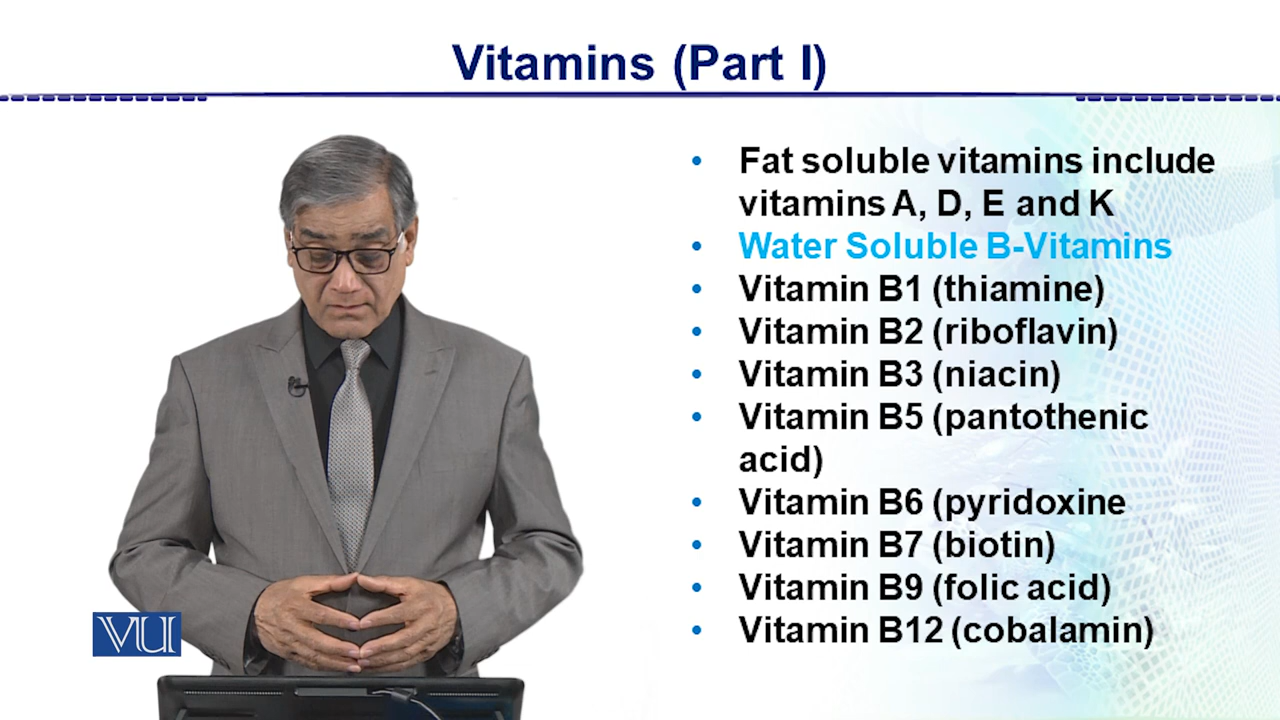 Vitamins (Part I)
• Fat soluble vitamins include
vitamins A, D, E and K
• Water Soluble B-Vitamins
• Vitamin B1 (thiamine)
• Vitamin B2 (riboflavin)
• Vitamin B3 (niacin)
• Vitamin B5 (pantothenic
acid)
• Vitamin B6 (pyridoxine
• Vitamin B7 (biotin)
• Vitamin B9 (folic acid)
• Vitamin B12 (cobalamin)
VU